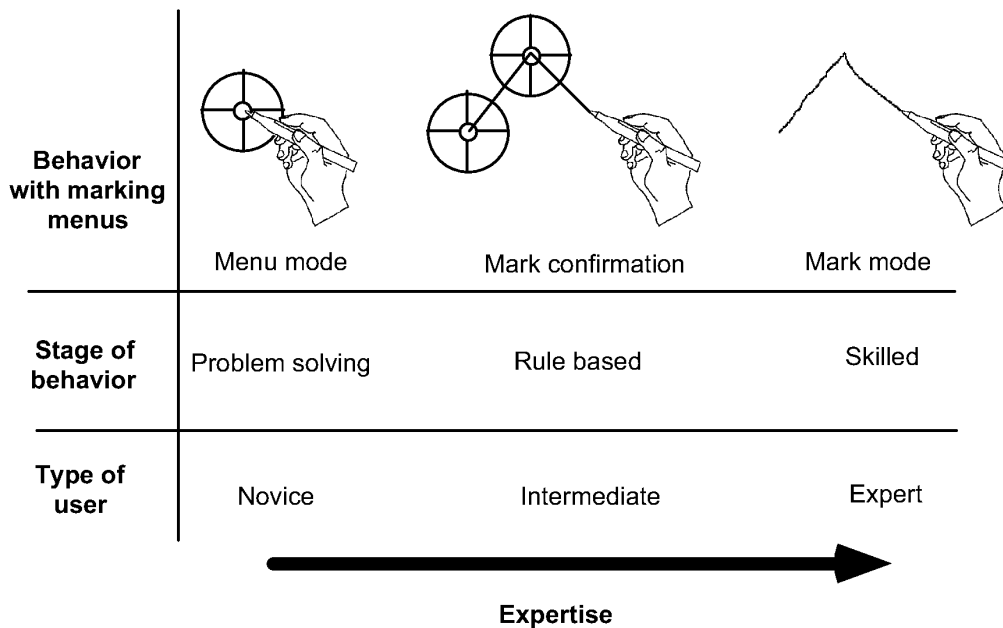 Behavior
with marking
menus
Menu mode
Mark confirmation
Mark mode
Stage of
behavior
Problem solving
Rule based
Skilled
Type of
user
Novice
Intermediate
Expert
Expertise